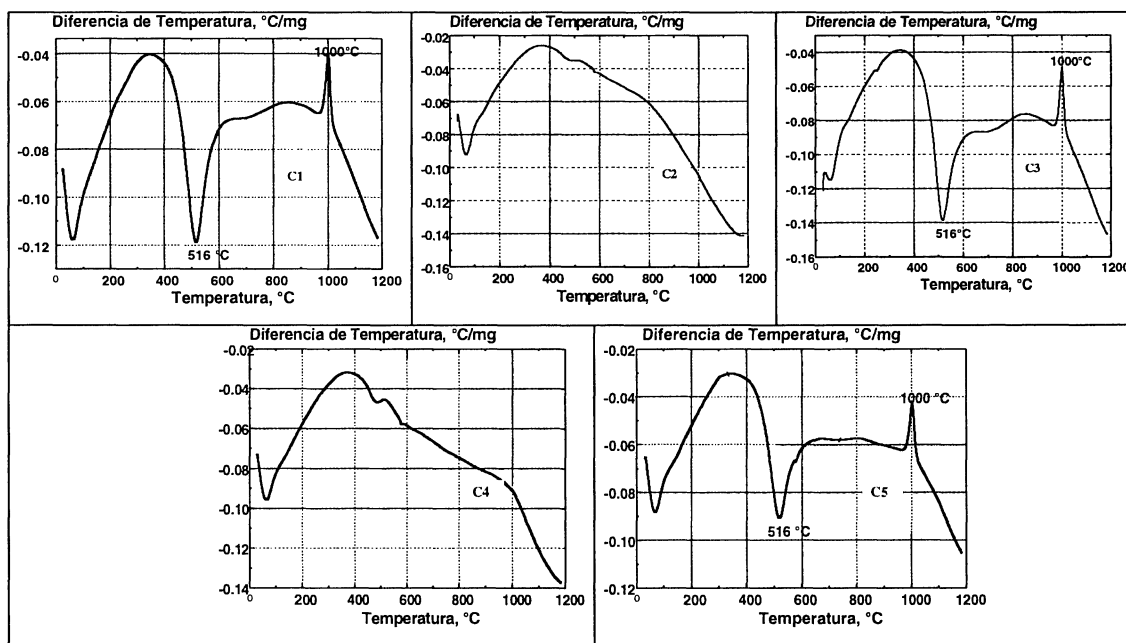 Diferencia de Temperatura, °C/mg
-0.04
-0.06
-0.08
-0.10
-0.12
1000°C
C1
516 °C
0 200 400 600 800 1000 1200
Temperatura, °C
Diferencia de Temperatura, °C/mg
-0.02
-0.04
-0.06
-0.08
-0.10
-0.12
-0.14
-0.16
C2
0 200 400 600 800 1000 1200
Temperatura, °C
Diferencia de Temperatura, °C/mg
-0.02
-0.04
-0.06
-0.08
-0.10
-0.12
-0.14
-0.16
1000°C
C3
516°C
0 200 400 600 800 1000 1200
Temperatura, °C
Diferencia de Temperatura, °C/mg
-0.02
-0.04
-0.06
-0.08
-0.10
-0.12
-0.14
C4
0 200 400 600 800 1000 1200
Temperatura, °C
Diferencia de Temperatura, °C/mg
-0.02
-0.04
-0.06
-0.08
-0.10
-0.12
1000 °C
C5
516 °C
0 200 400 600 800 1000 1200
Temperatura, °C